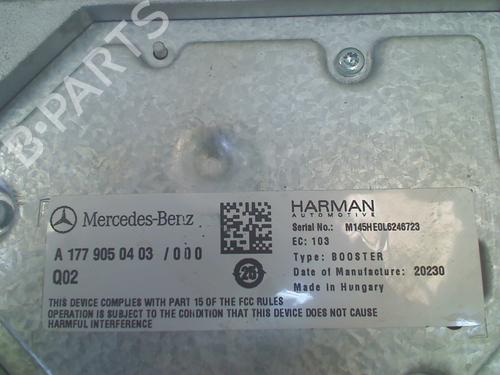 B-PARTS
Mercedes-Benz
HARMAN
AUTOMOTIVE
Serial No.: M145HE0L6246723
A 177 905 04 03 / 000
EC: 103
Q02
Type: BOOSTER
Date of Manufacture: 20230
Made in Hungary
THIS DEVICE COMPLIES WITH PART 15 OF THE FCC RULES
OPERATION IS SUBJECT TO THE CONDITION THAT THIS DEVICE DOES NOT CAUSE
HARMFUL INTERFERENCE